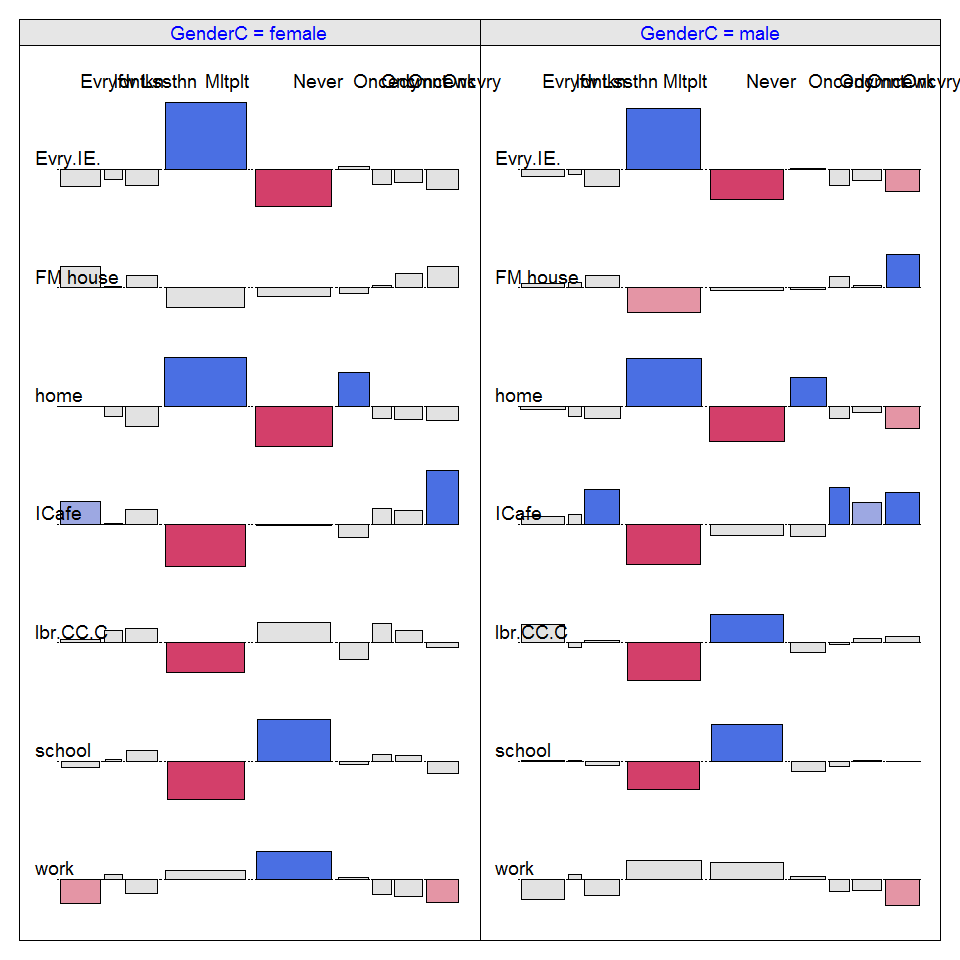 GenderC = female
GenderC = male
Mltplt Never
Mltplt Never
Evry.IE.
Evry.IE.
FM house
FM house
home
home
ICafe
ICafe
lbr.CC.C
lbr.CC.C
school
school
work
work